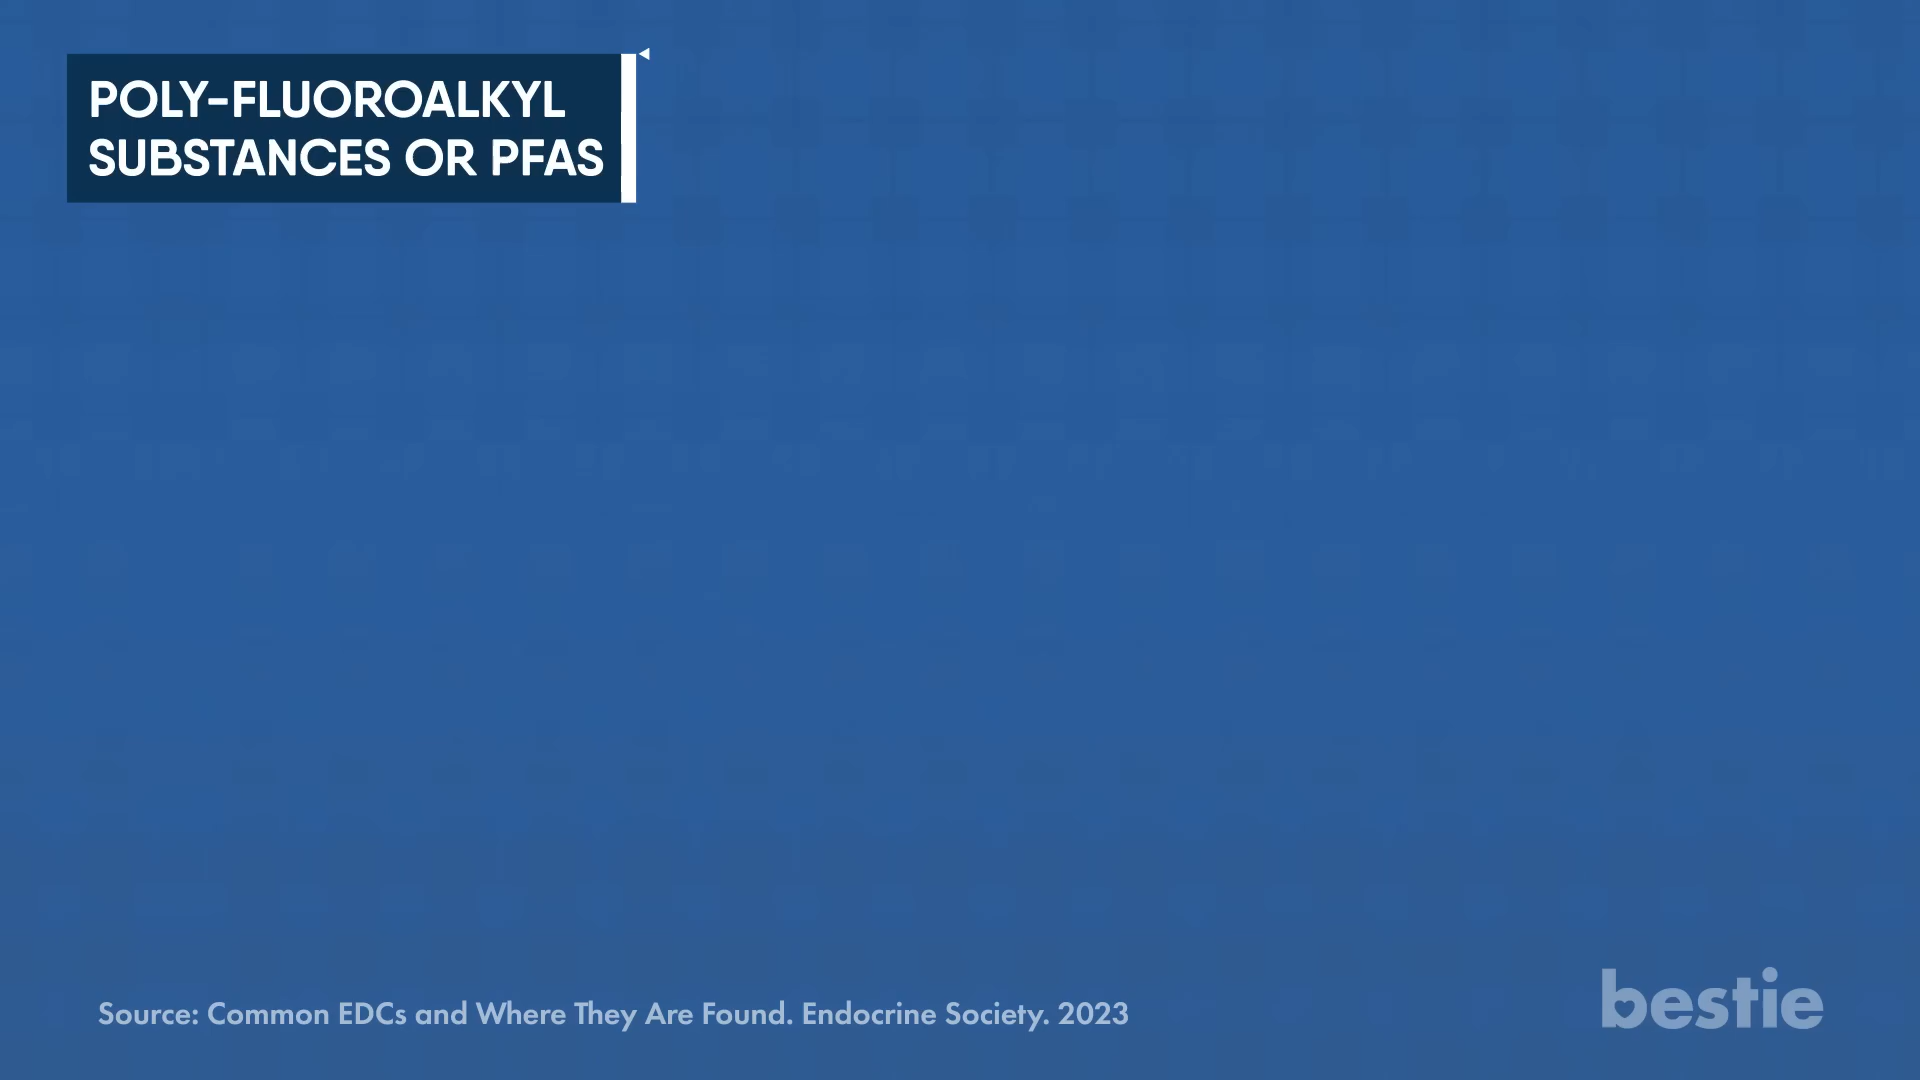 POLY-FLUOROALKYL
SUBSTANCES OR PFAS
Source: Common EDCs and Where They Are Found. Endocrine Society. 2023
bestie